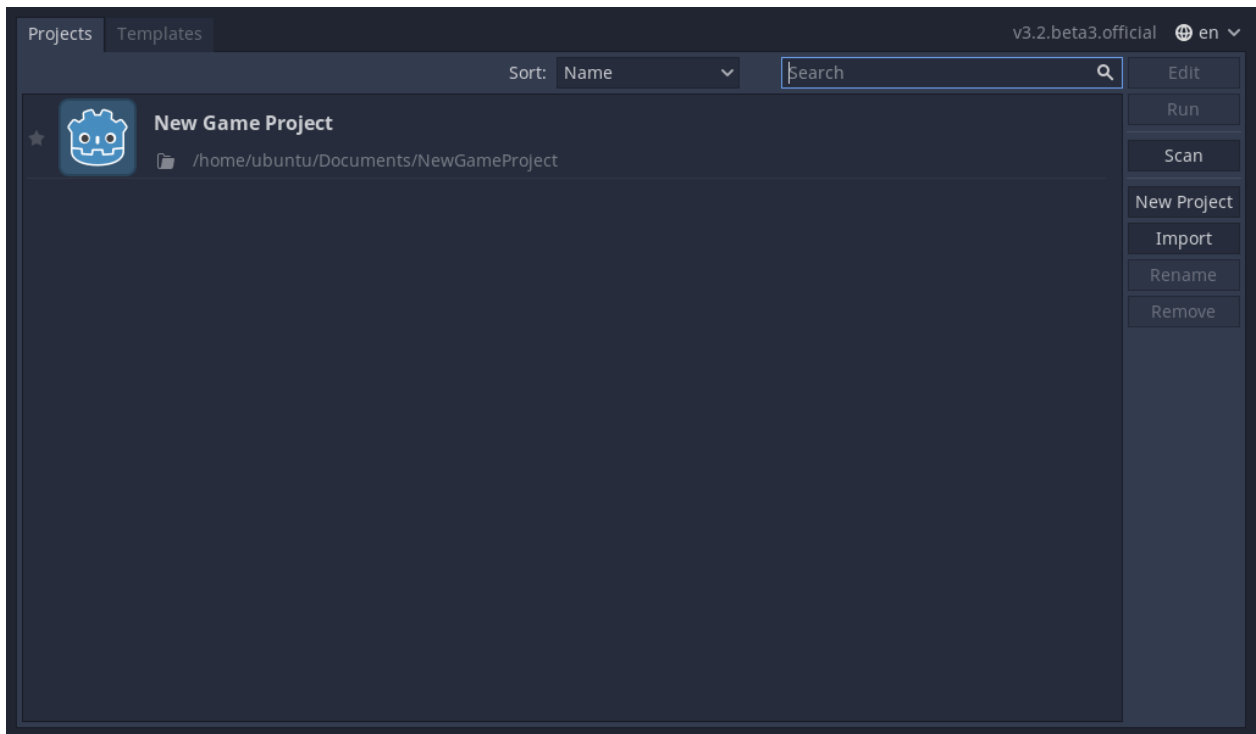 Projects Templates v3.2.beta3.official en
Sort: Name Search Edit
Run
New Game Project
/home/ubuntu/Documents/NewGameProject
Scan
New Project
Import
Rename
Remove